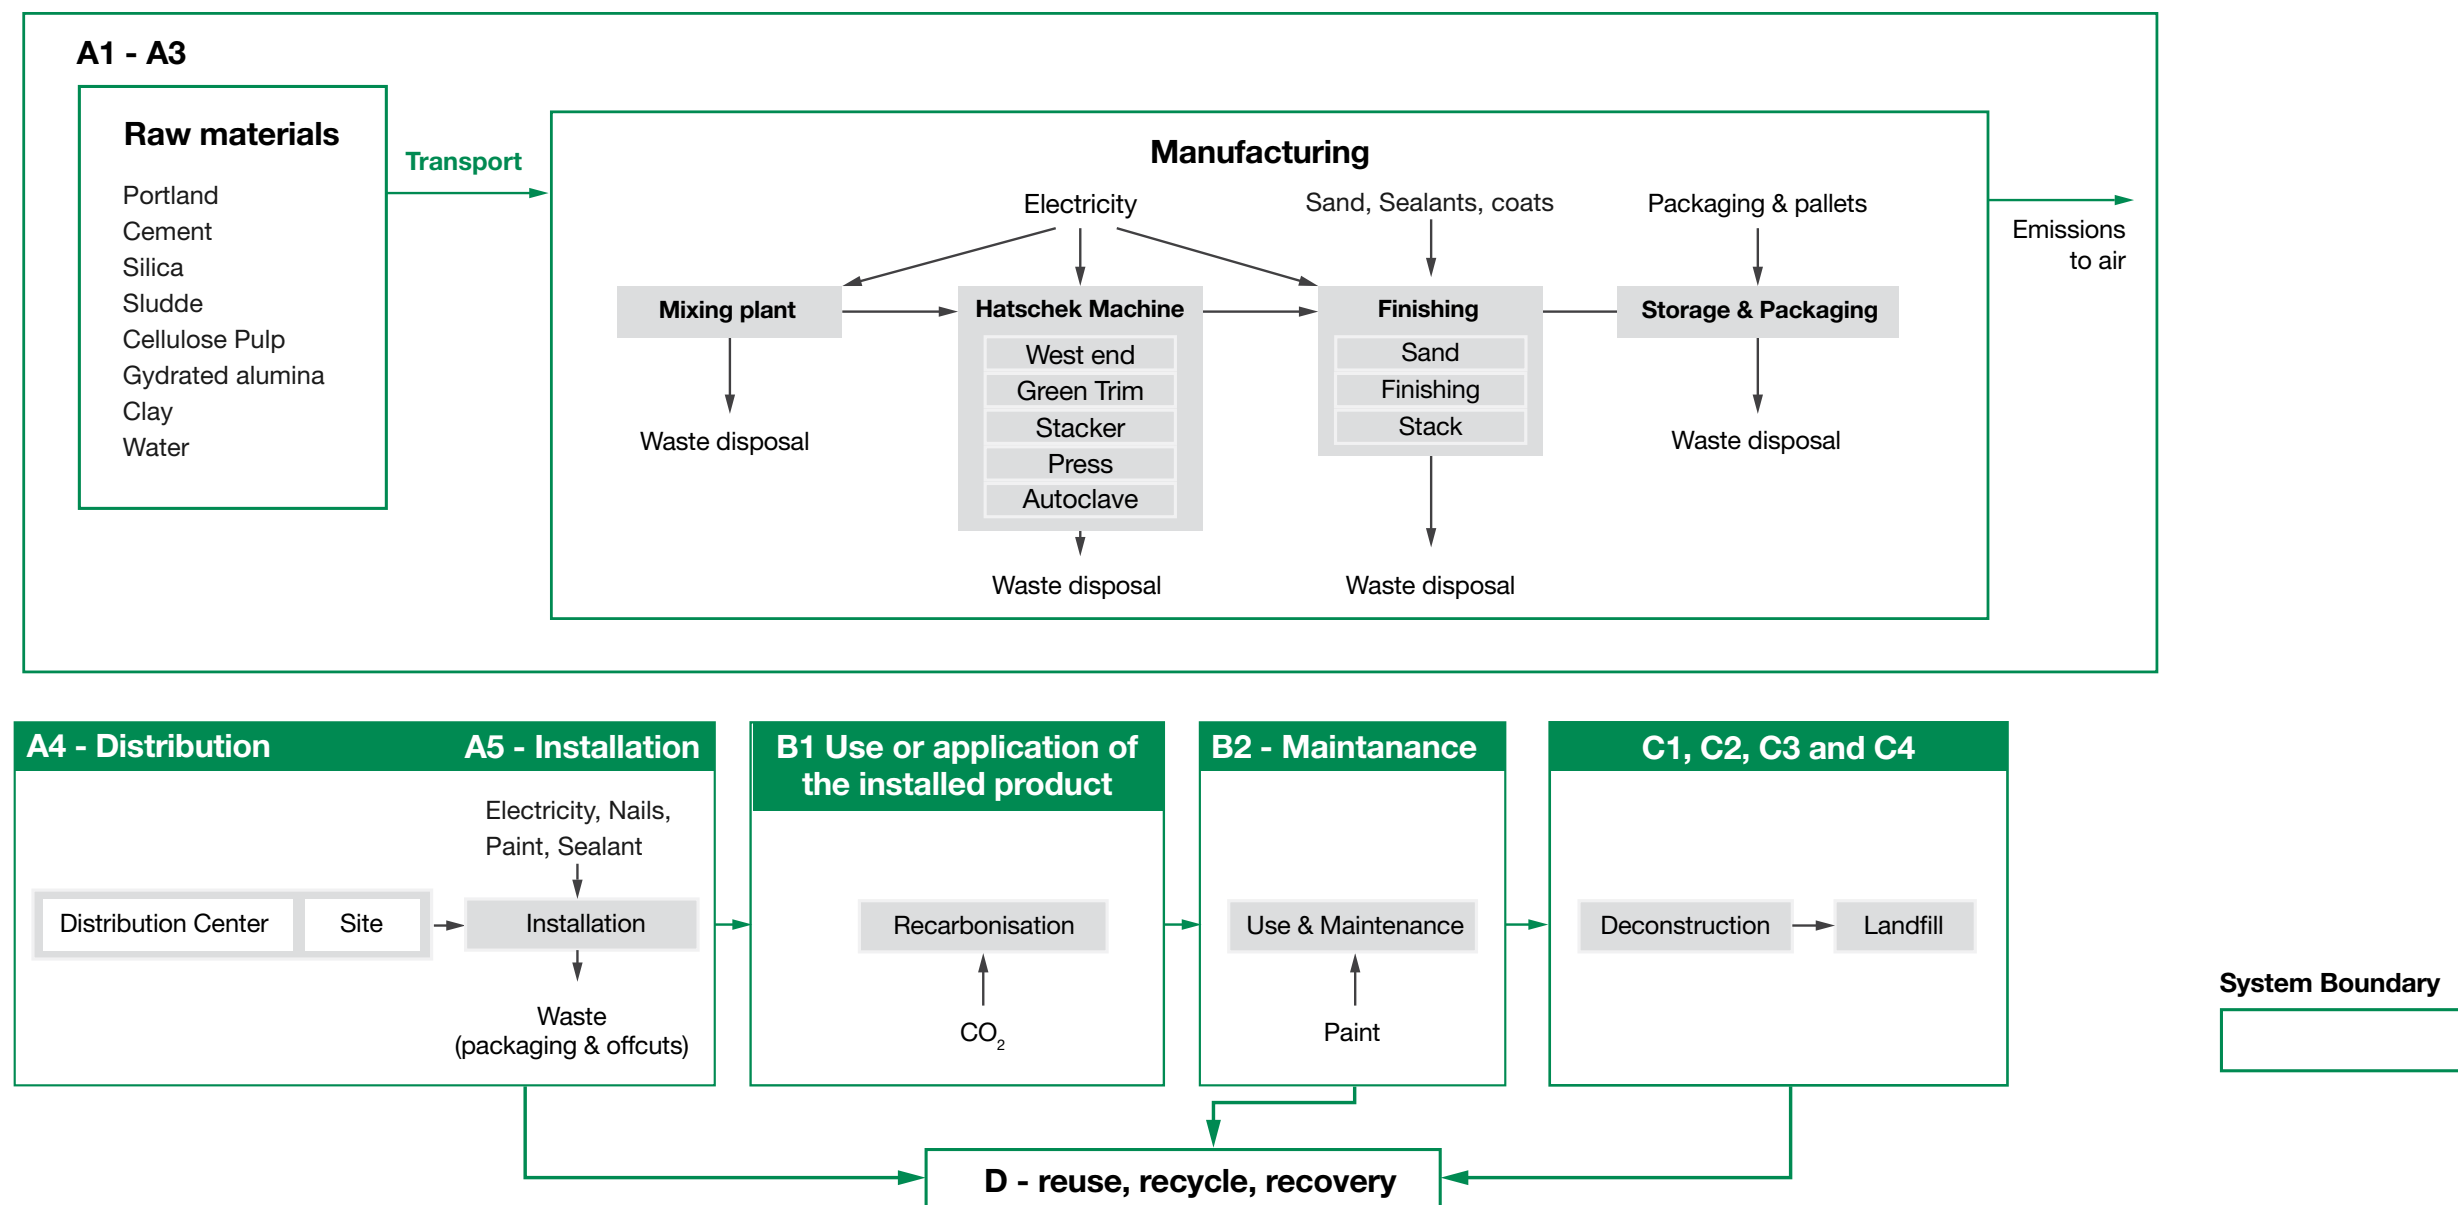 A1 - A3
Raw materials
Portland
Cement
Silica
Sludde
Cellulose Pulp
Gydrated alumina
Clay
Water
Transport
Manufacturing
Electricity
Sand, Sealants, coats
Packaging & pallets
Emissions
to air
Mixing plant
Hatschek Machine
Finishing
Storage & Packaging
West end
Green Trim
Stacker
Press
Autoclave
Sand
Finishing
Stack
Waste disposal
Waste disposal
Waste disposal
Waste disposal
A4 - Distribution
A5 - Installation
Electricity, Nails,
Paint, Sealant
Distribution Center
Site
Installation
Waste
(packaging & offcuts)
B1 Use or application of
the installed product
Recarbonisation
CO₂
B2 - Maintanance
Use & Maintenance
Paint
C1, C2, C3 and C4
Deconstruction
Landfill
System Boundary
D - reuse, recycle, recovery